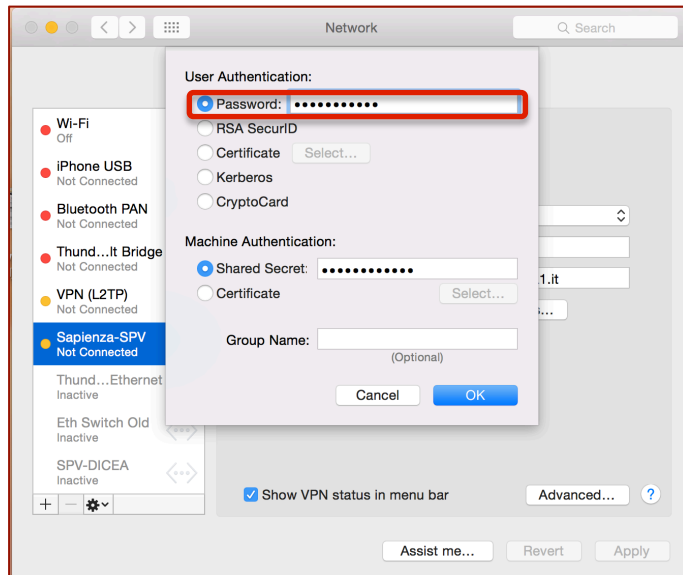 Network
Search
User Authentication:
Password: •••••••••••
RSA SecurID
Certificate Select...
Kerberos
CryptoCard
Machine Authentication:
Shared Secret: ••••••••••••
Certificate Select...
Group Name:
(Optional)
Cancel OK
Wi-Fi
Off
iPhone USB
Not Connected
Bluetooth PAN
Not Connected
Thund...lt Bridge
Not Connected
VPN (L2TP)
Not Connected
Sapienza-SPV
Not Connected
Thund...Ethernet
Inactive
Eth Switch Old
Inactive
SPV-DICEA
Inactive
1.it
Show VPN status in menu bar
Advanced... ?
Assist me... Revert Apply